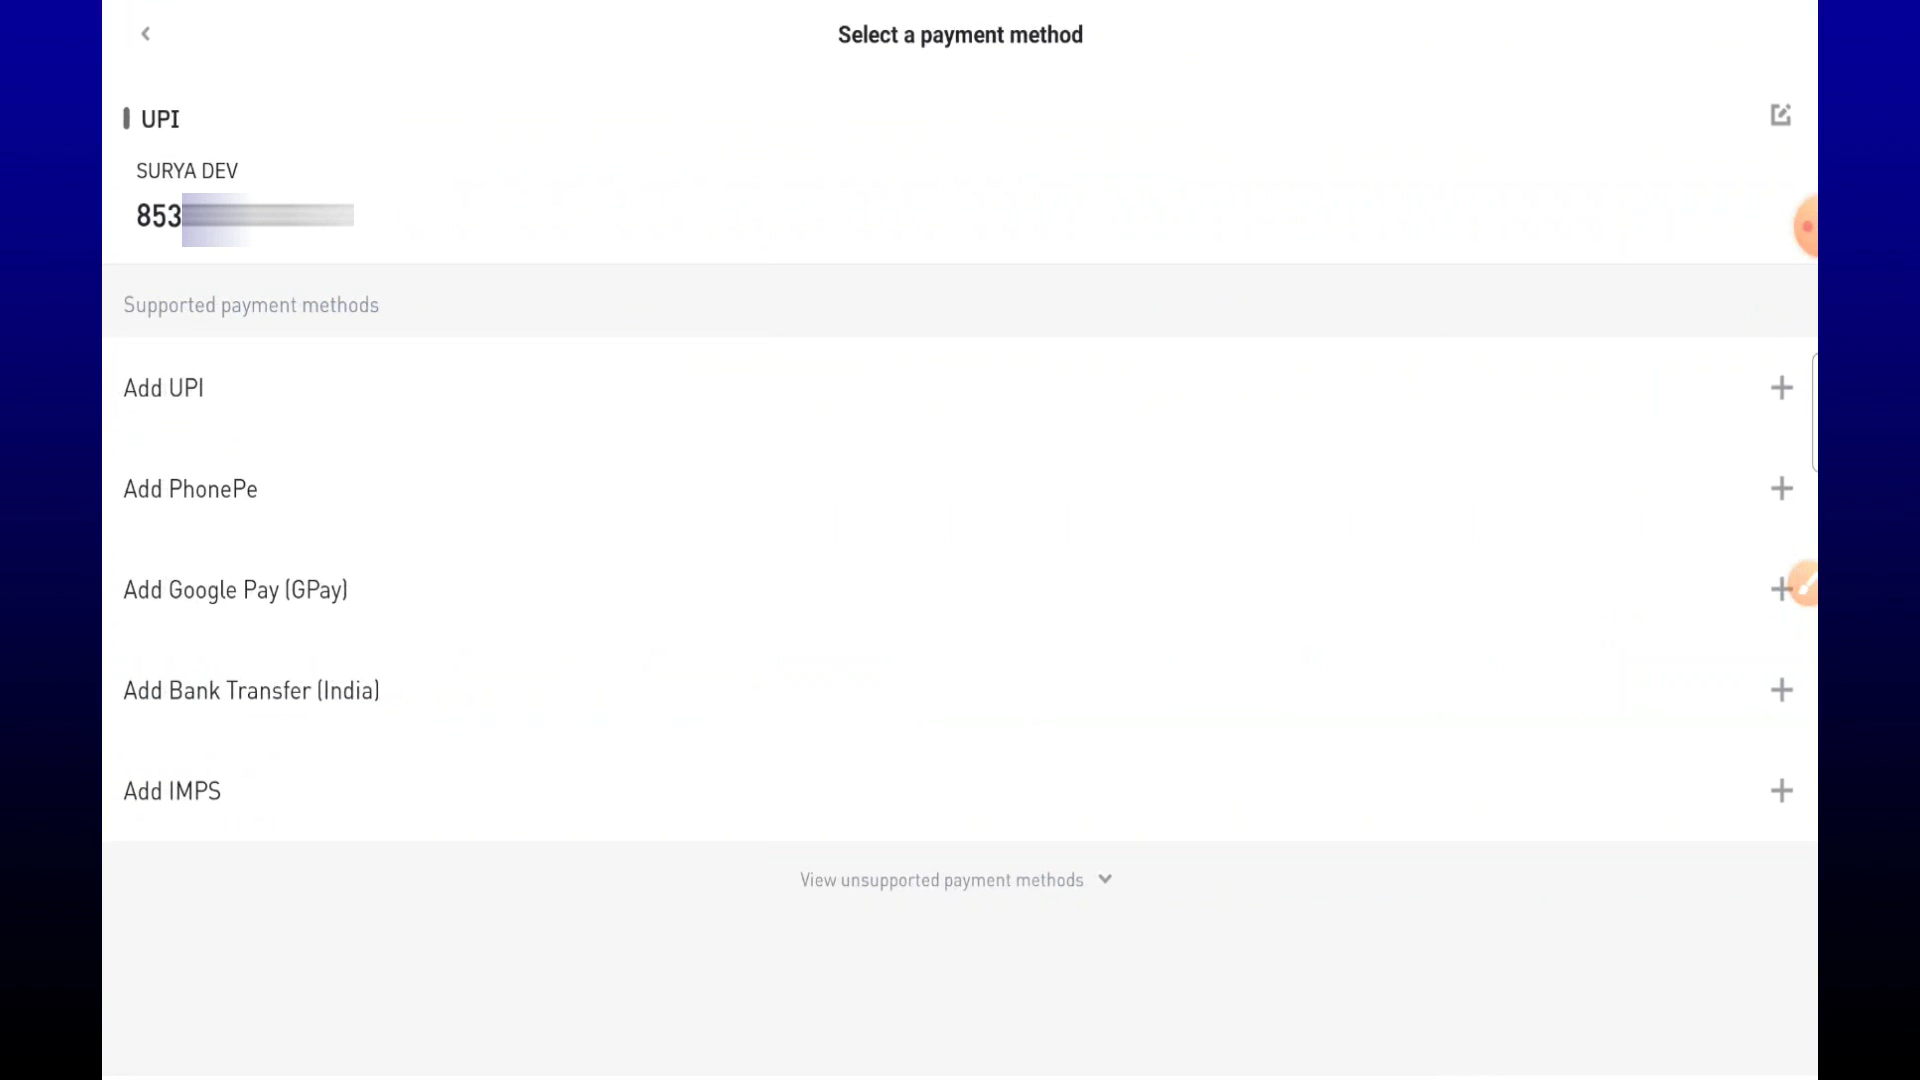 Select a payment method
UPI
SURYA DEV
853
Supported payment methods
Add UPI
Add PhonePe
Add Google Pay (GPay)
Add Bank Transfer (India)
Add IMPS
View unsupported payment methods